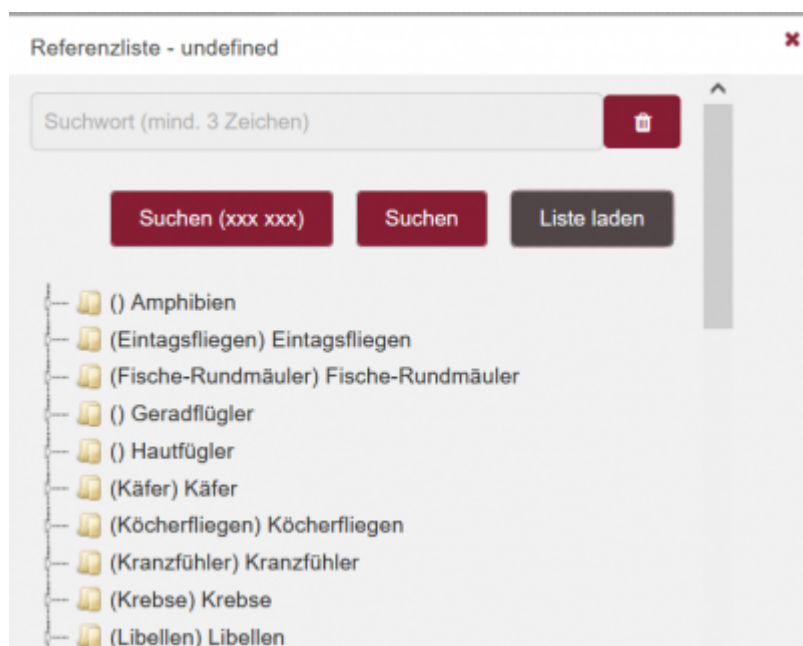 Referenzliste - undefined
Suchwort (mind. 3 Zeichen)
Suchen (xxx xxx) Suchen Liste laden
() Amphibien
(Eintagsfliegen) Eintagsfliegen
(Fische-Rundmäuler) Fische-Rundmäuler
() Geradflügler
() Hautfügler
(Käfer) Käfer
(Köcherfliegen) Köcherfliegen
(Kranzfühler) Kranzfühler
(Krebse) Krebse
(Libellen) Libellen